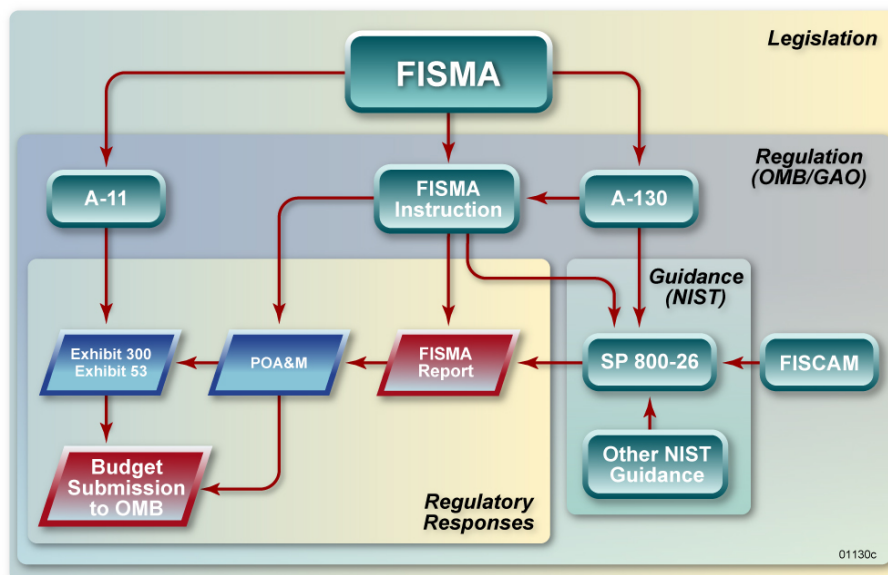 Legislation
FISMA
Regulation
(OMB/GAO)
A-11
FISMA
Instruction
A-130
Guidance
(NIST)
Exhibit 300
Exhibit 53
POA&M
FISMA
Report
SP 800-26
FISCAM
Other NIST
Guidance
Budget
Submission
to OMB
Regulatory
Responses
01130c